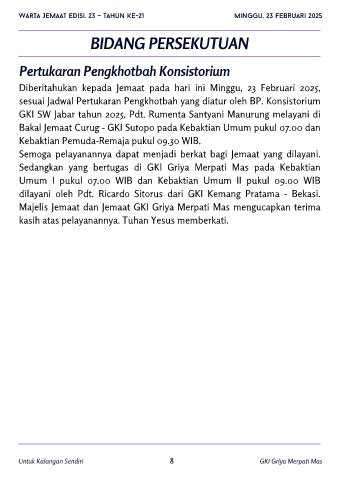 WARTA JEMAAT EDISI. 23 – TAHUN KE-21
MINGGU, 23 FEBRUARI 2025
BIDANG PERSEKUTUAN
Pertukaran Pengkhotbah Konsistorium
Diberitahukan kepada Jemaat pada hari ini Minggu, 23 Februari 2025,
sesuai Jadwal Pertukaran Pengkhotbah yang diatur oleh BP. Konsistorium
GKI SW Jabar tahun 2025, Pdt. Rumenta Santyani Manurung melayani di
Bakal Jemaat Curug - GKI Sutopo pada Kebaktian Umum pukul 07.00 dan
Kebaktian Pemuda-Remaja pukul 09.30 WIB.
Semoga pelayanannya dapat menjadi berkat bagi Jemaat yang dilayani.
Sedangkan yang bertugas di GKI Griya Merpati Mas pada Kebaktian
Umum I pukul 07.00 WIB dan Kebaktian Umum II pukul 09.00 WIB
dilayani oleh Pdt. Ricardo Sitorus dari GKI Kemang Pratama - Bekasi.
Majelis Jemaat dan Jemaat GKI Griya Merpati Mas mengucapkan terima
kasih atas pelayanannya. Tuhan Yesus memberkati.
Untuk Kalangan Sendiri
8
GKI Griya Merpati Mas